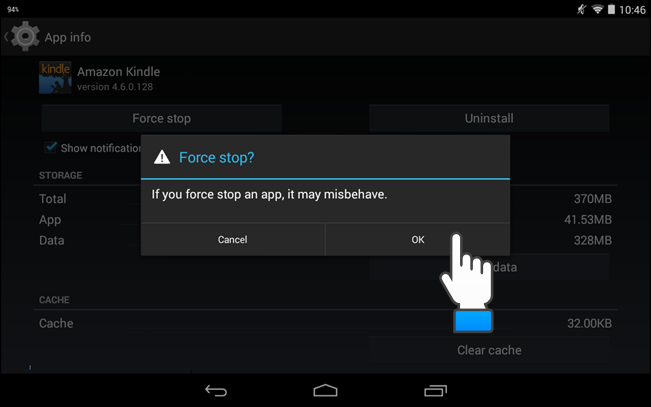 94%
10:46
App info
kindle
Amazon Kindle
version 4.6.0.128
Force stop
Uninstall
Show notification
Force stop?
If you force stop an app, it may misbehave.
Cancel
OK
STORAGE
Total
370MB
App
41.53MB
Data
328MB
data
CACHE
Cache
32.00KB
Clear cache